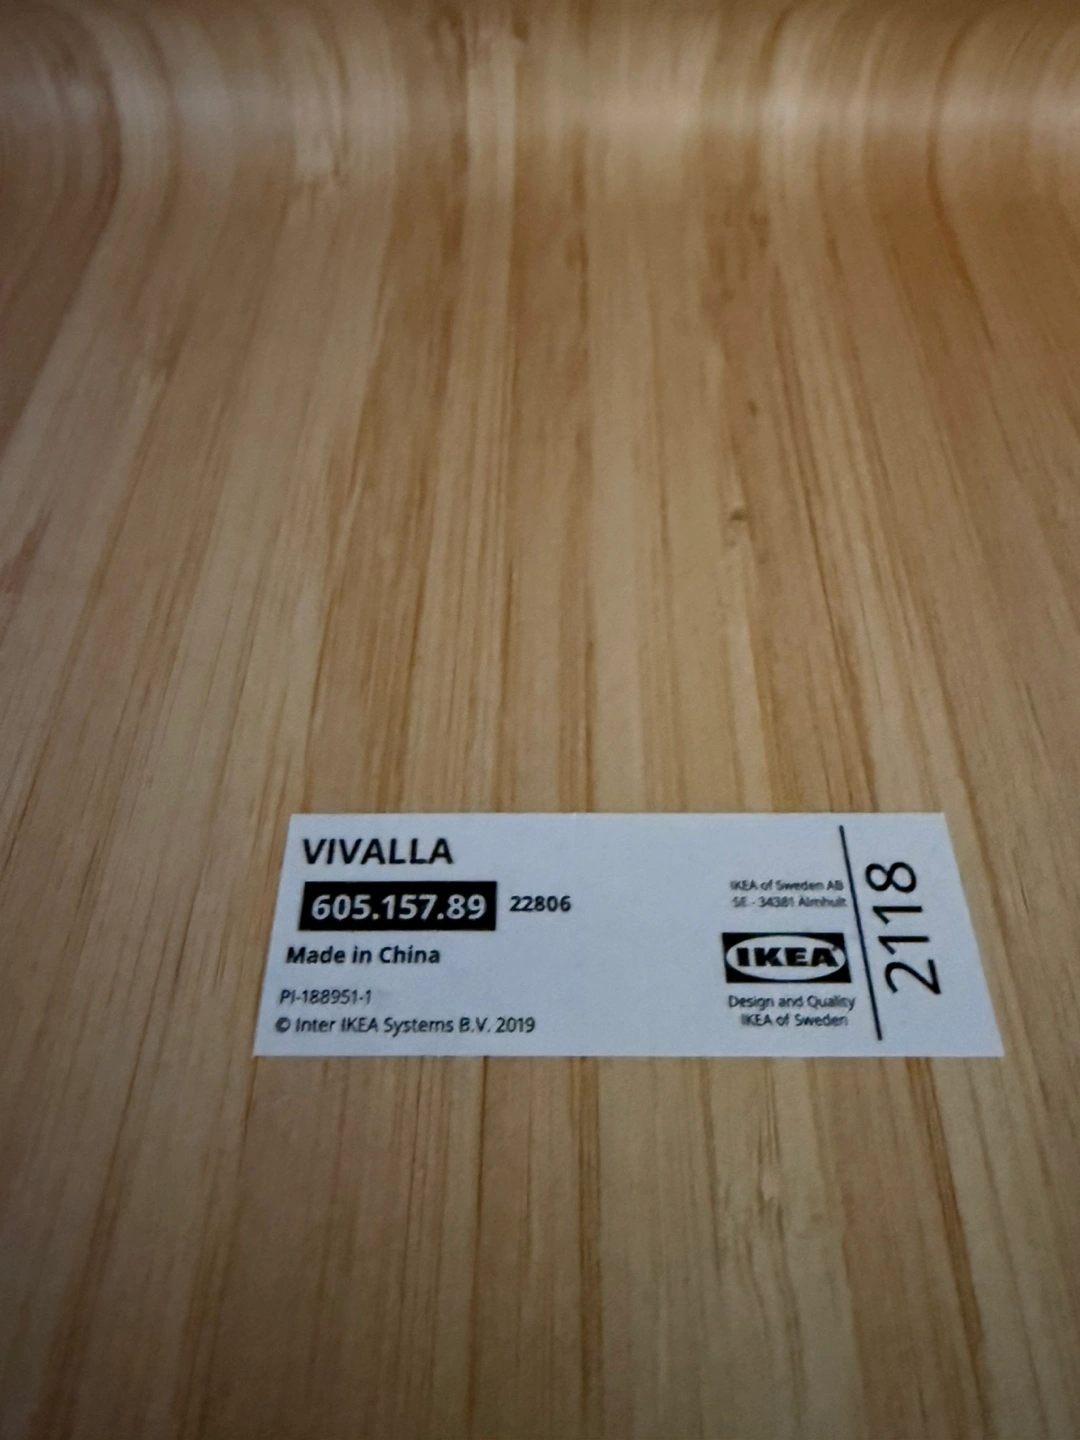 VIVALLA
605.157.89 22806
Made in China
PI-188951-1
© Inter IKEA Systems B.V. 2019
IKEA of Sweden AB
SE - 34381 Älmhult
IKEA
Design and Quality
IKEA of Sweden
2118